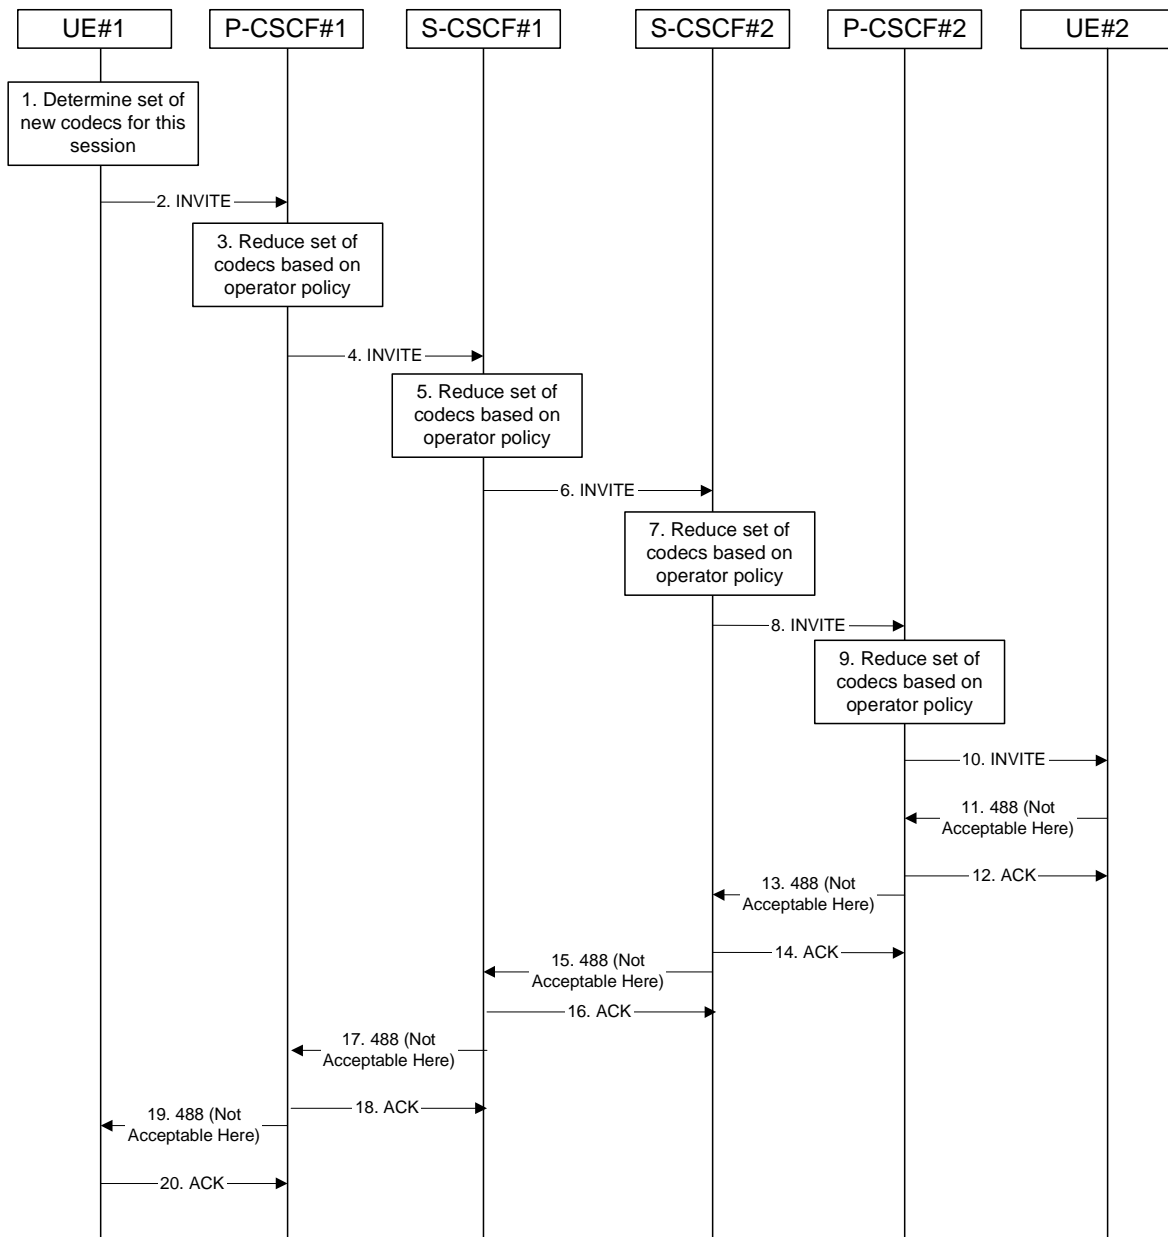 UE#1
P-CSCF#1
S-CSCF#1
S-CSCF#2
P-CSCF#2
UE#2
1. Determine set of
new codecs for this
session
2. INVITE
3. Reduce set of
codecs based on
operator policy
4. INVITE
5. Reduce set of
codecs based on
operator policy
6. INVITE
7. Reduce set of
codecs based on
operator policy
8. INVITE
9. Reduce set of
codecs based on
operator policy
10. INVITE
11. 488 (Not
Acceptable Here)
12. ACK
13. 488 (Not
Acceptable Here)
14. ACK
15. 488 (Not
Acceptable Here)
16. ACK
17. 488 (Not
Acceptable Here)
18. ACK
19. 488 (Not
Acceptable Here)
20. ACK